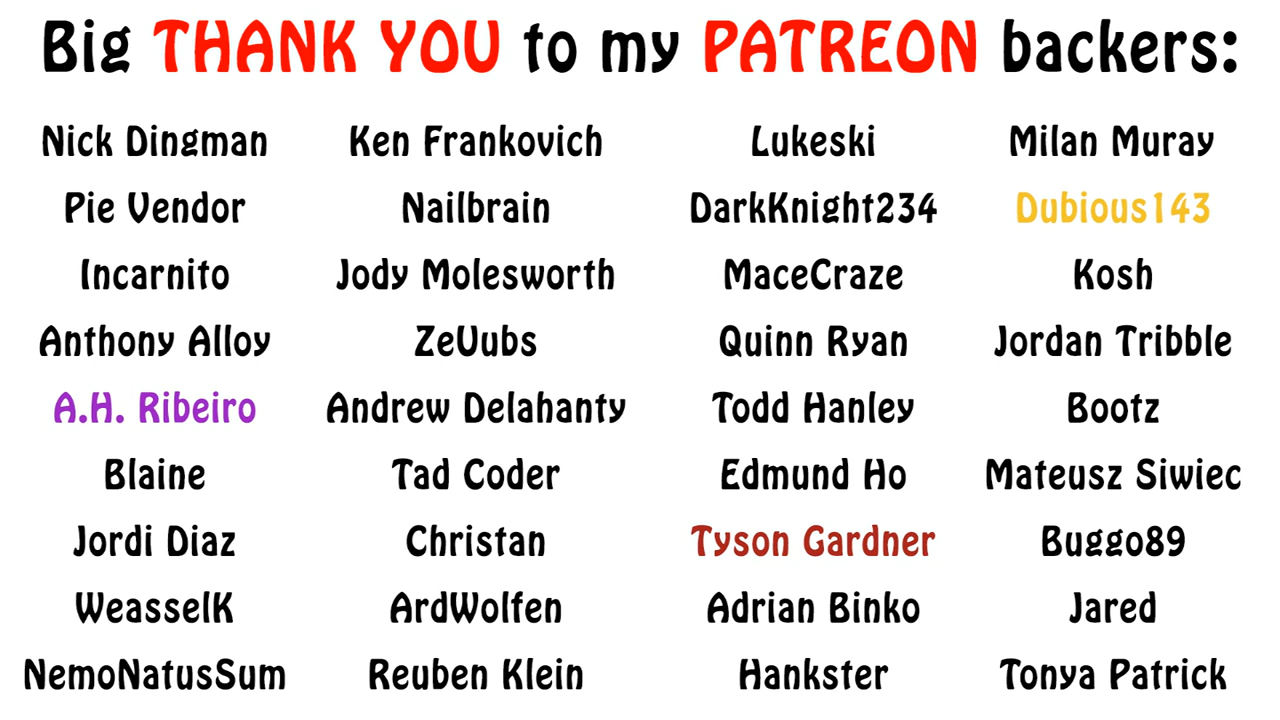 Big THANK YOU to my PATREON backers:
Nick Dingman Ken Frankovich Lukeski Milan Muray
Pie Vendor Nailbrain DarkKnight234 Dubious143
Incarnito Jody Molesworth MaceCraze Kosh
Anthony Alloy ZeVubs Quinn Ryan Jordan Tribble
A.H. Ribeiro Andrew Delahanty Todd Hanley Bootz
Blaine Tad Coder Edmund Ho Mateusz Siwiec
Jordi Diaz Christan Tyson Gardner Buggo89
WeasselK ArdWolfen Adrian Binko Jared
NemoNatusSum Reuben Klein Hankster Tonya Patrick